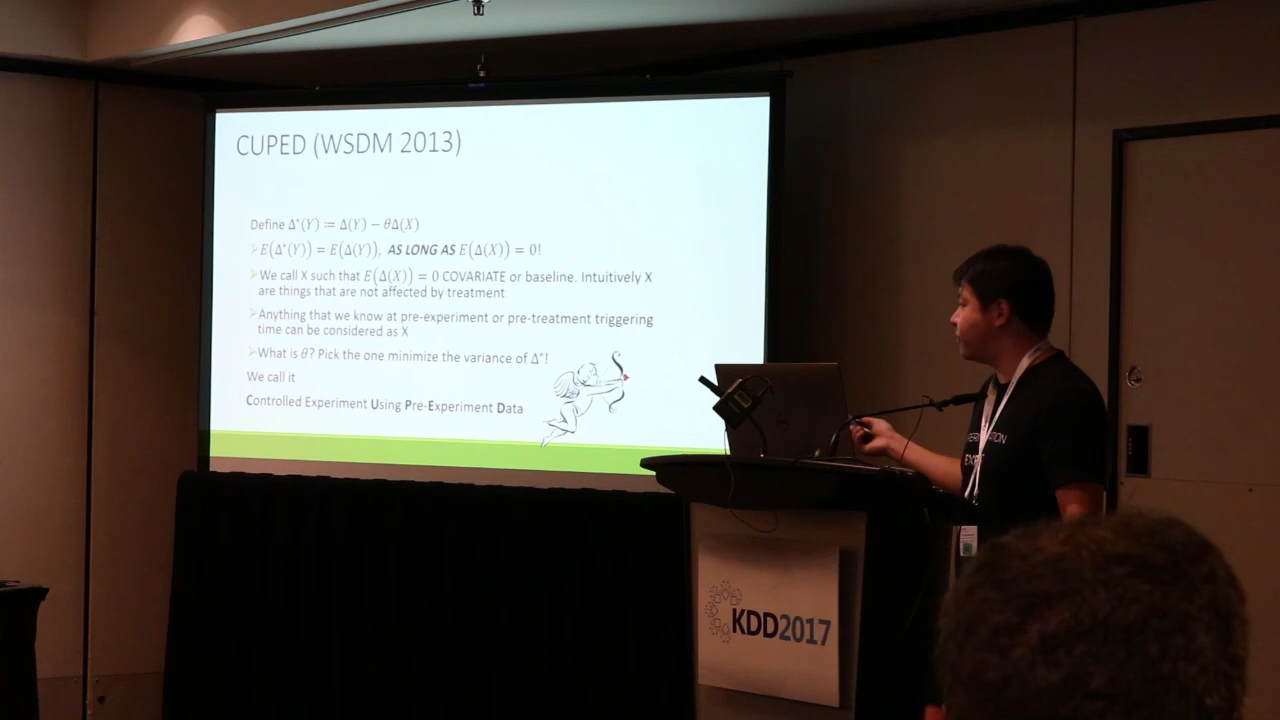 CUPED (WSDM 2013)
Define Δ*(Y) ≔ Δ(Y) − θΔ(X)
E(Δ*(Y)) = E(Δ(Y)), AS LONG AS E(Δ(X)) = 0!
We call X such that E(Δ(X)) = 0 COVARIATE or baseline. Intuitively X
are things that are not affected by treatment
Anything that we know at pre-experiment or pre-treatment triggering
time can be considered as X
What is θ? Pick the one minimize the variance of Δ*!
We call it
Controlled Experiment Using Pre-Experiment Data
KDD2017